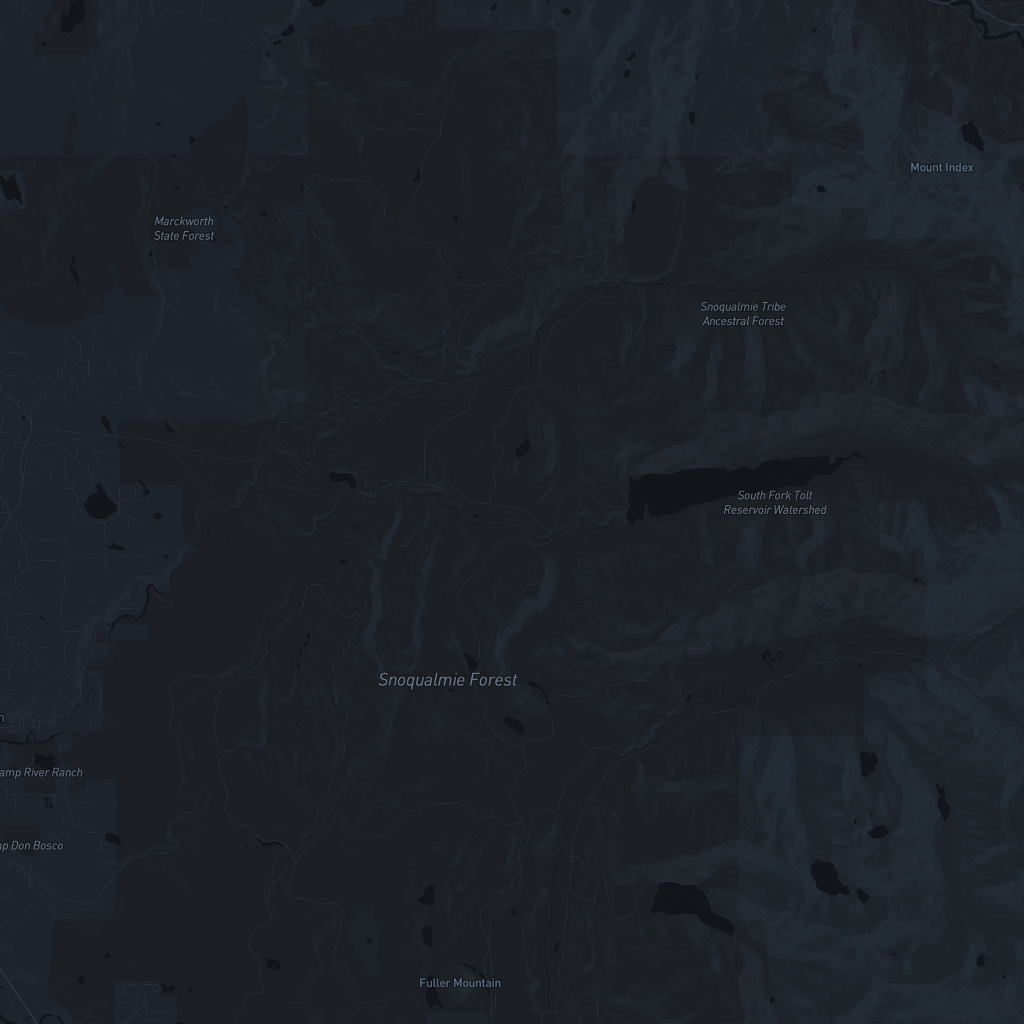 Mount Index
Marckworth
State Forest
Snoqualmie Tribe
Ancestral Forest
South Fork Tolt
Reservoir Watershed
Snoqualmie Forest
amp River Ranch
Don Bosco
Fuller Mountain